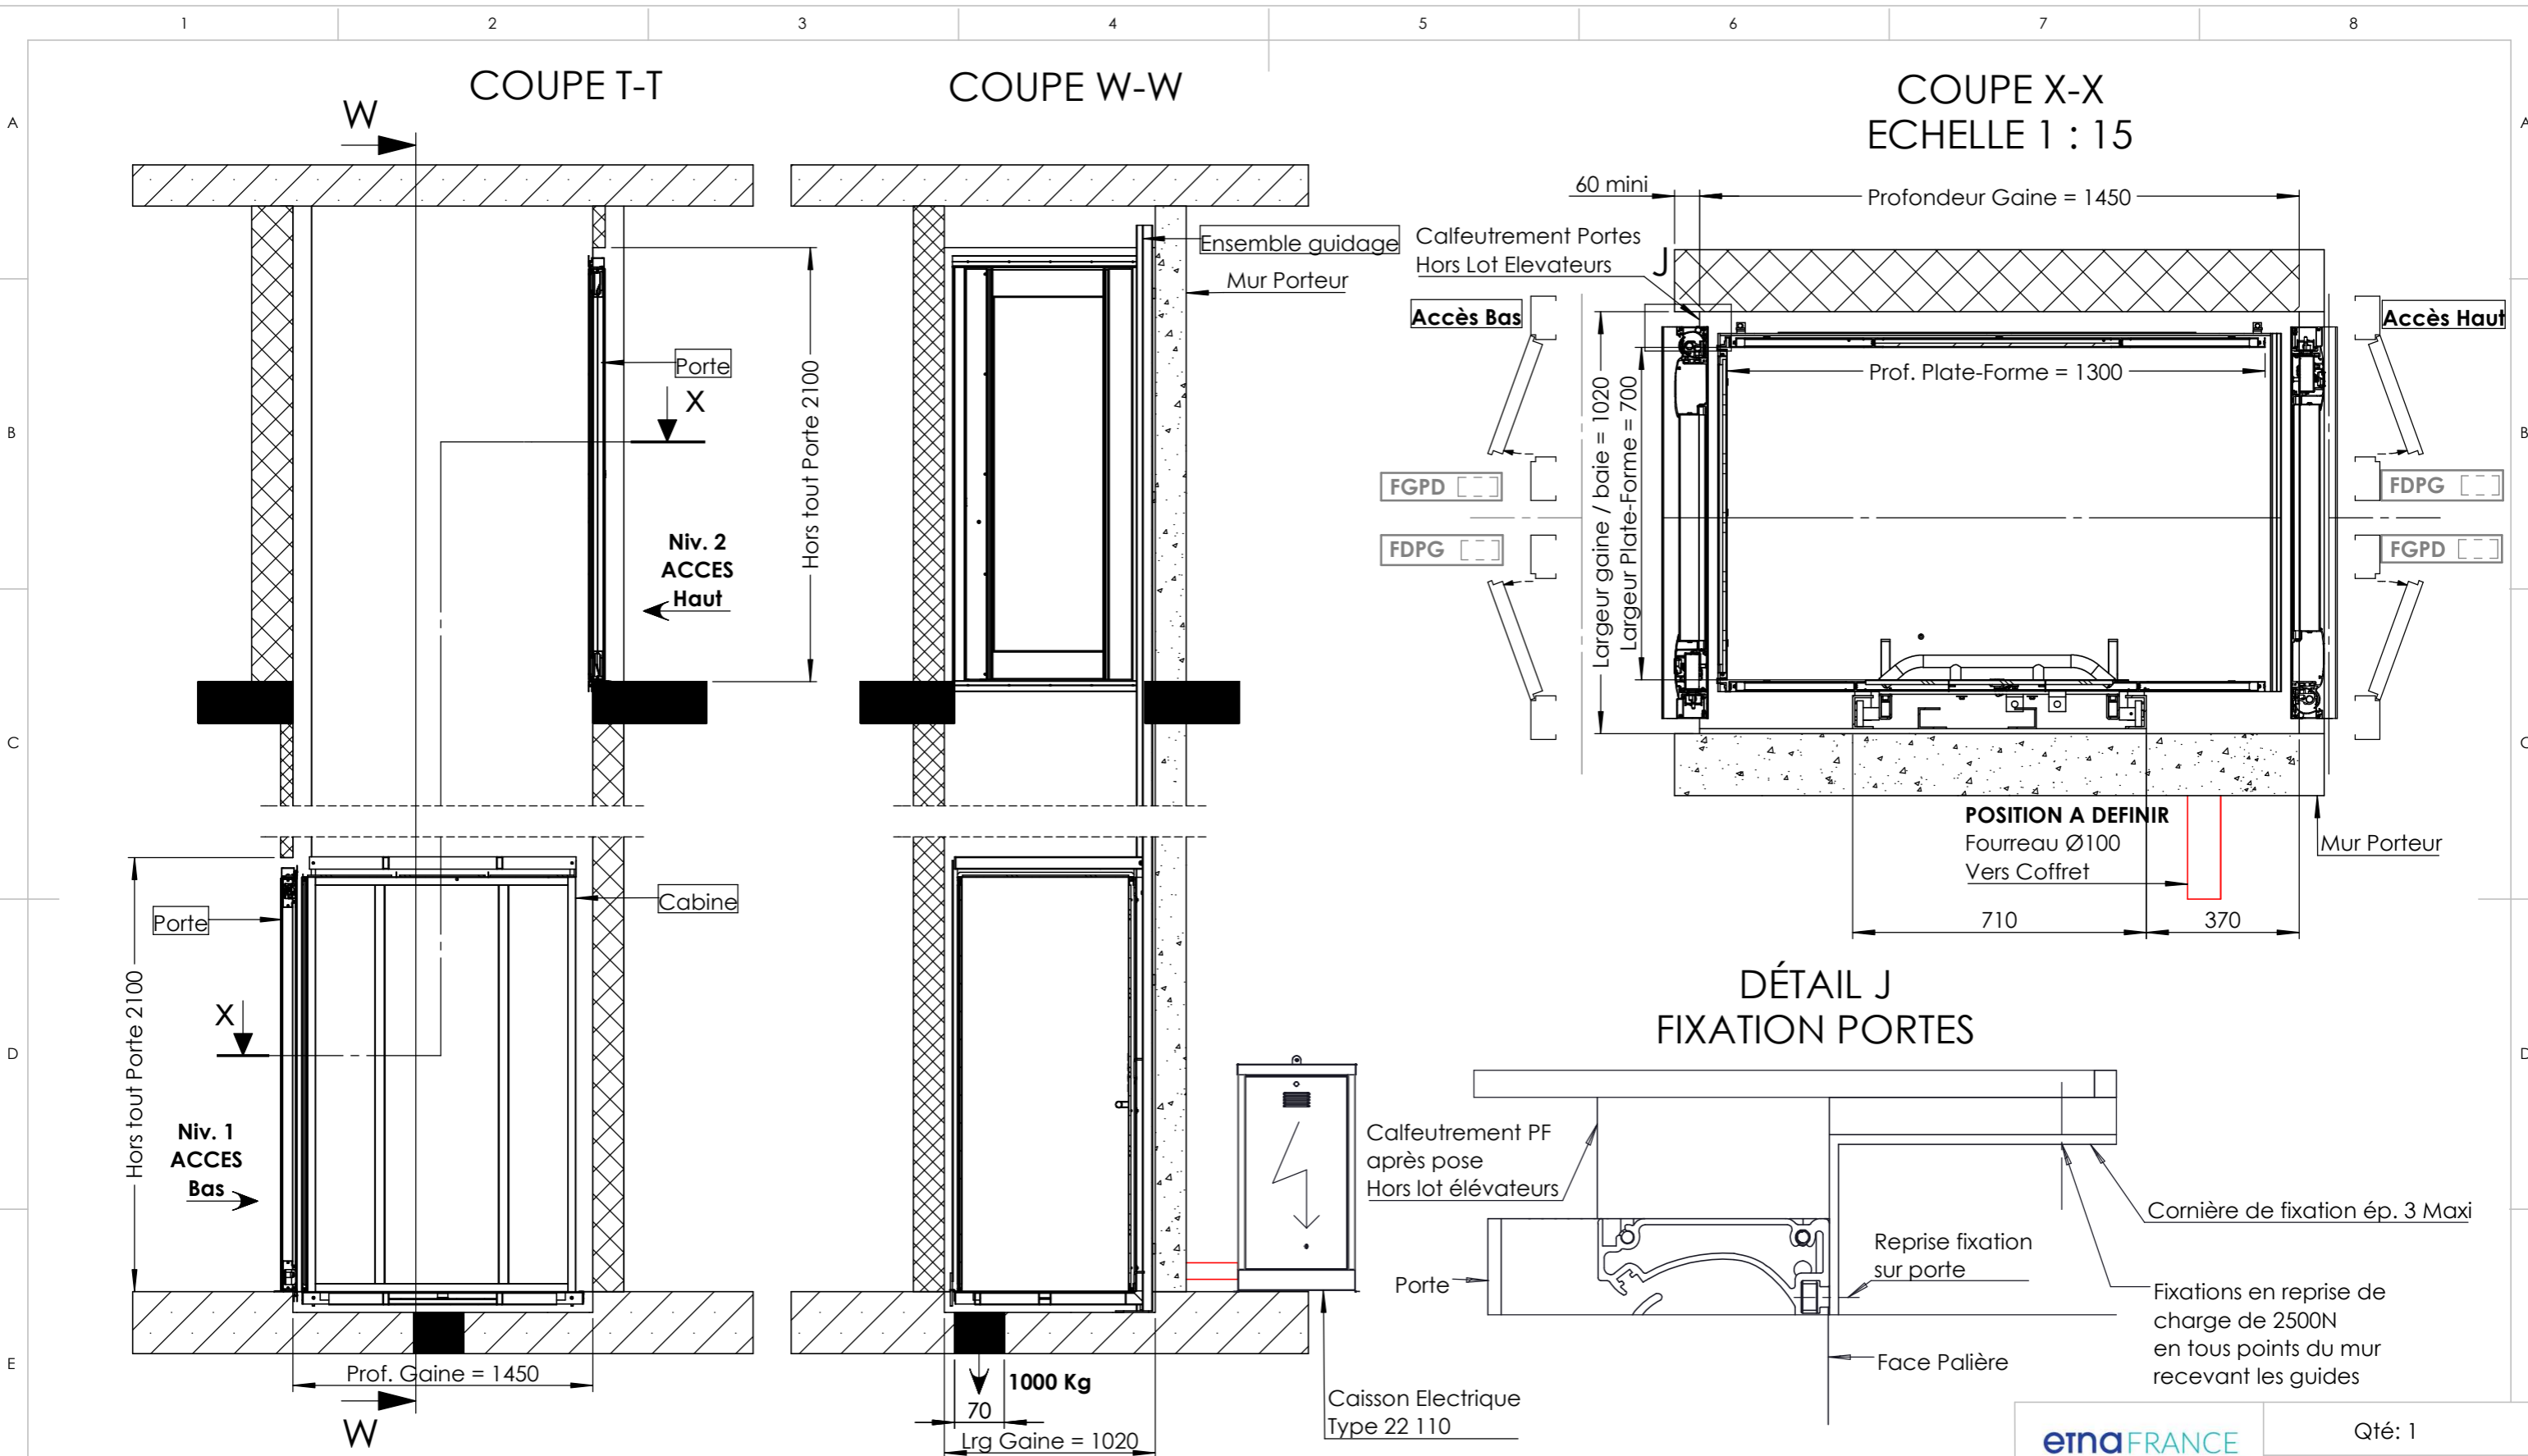 1 2 3 4 5 6 7 8
A
B
C
D
E
A
B
C
D
COUPE T-T
W
Hors tout Porte 2100
Porte
X
Niv. 2
ACCES
Haut
Porte
Cabine
Hors tout Porte 2100
X
Niv. 1
ACCES
Bas
Prof. Gaine = 1450
W
COUPE W-W
Ensemble guidage
Mur Porteur
1000 Kg
70
Lrg Gaine = 1020
Caisson Electrique
Type 22 110
COUPE X-X
ECHELLE 1 : 15
60 mini
Profondeur Gaine = 1450
Calfeutrement Portes
Hors Lot Elevateurs
J
Accès Bas
Accès Haut
Prof. Plate-Forme = 1300
Largeur gaine / baie = 1020
Largeur Plate-Forme = 700
FGPD
FDPG
FDPG
FGPD
POSITION A DEFINIR
Fourreau Ø100
Vers Coffret
Mur Porteur
710
370
DÉTAIL J
FIXATION PORTES
Calfeutrement PF
après pose
Hors lot élévateurs
Porte
Cornière de fixation ép. 3 Maxi
Reprise fixation
sur porte
Fixations en reprise de
charge de 2500N
en tous points du mur
recevant les guides
Face Palière
etna FRANCE
Qté: 1